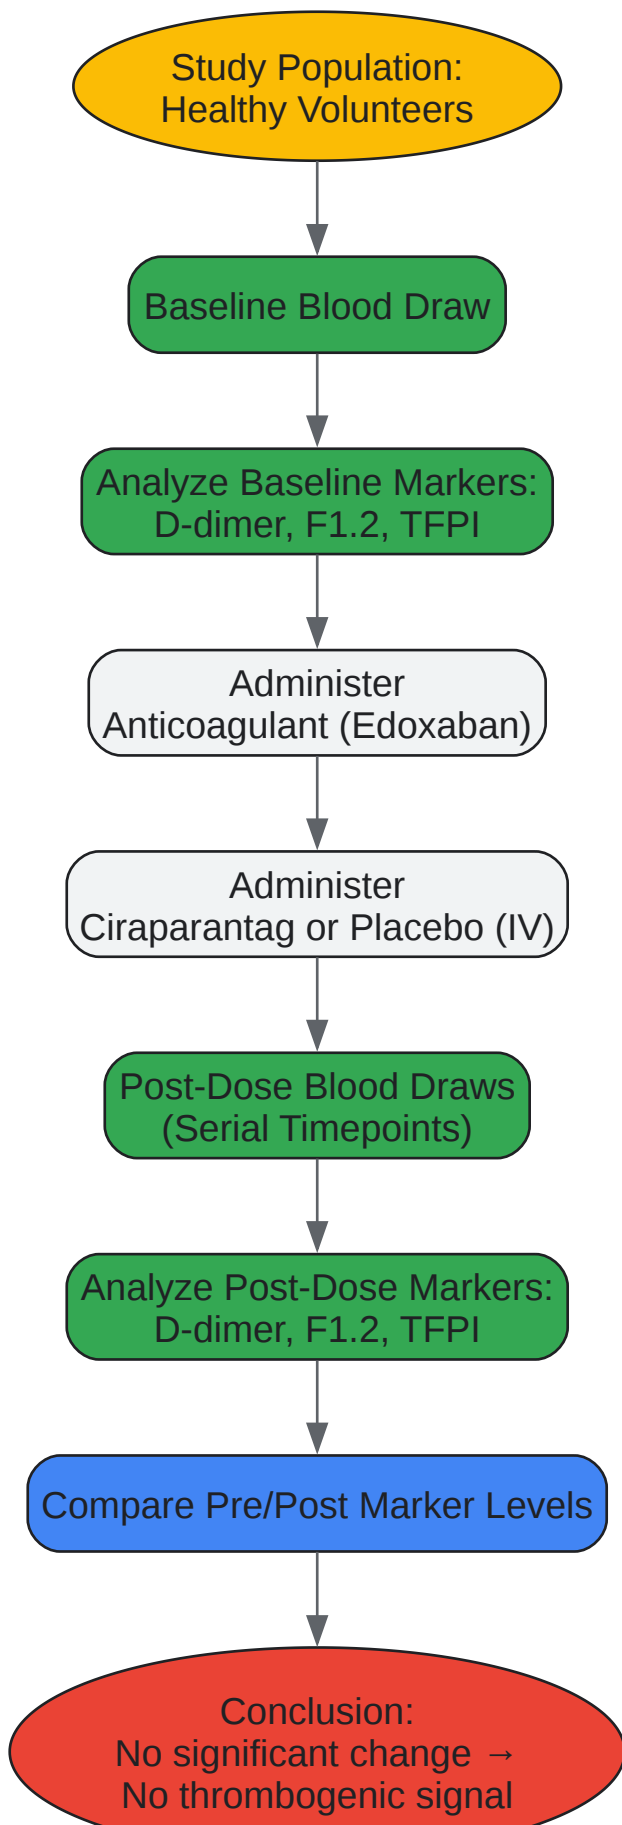 Study Population:
Healthy Volunteers
Baseline Blood Draw
Analyze Baseline Markers:
D-dimer, F1.2, TFPI
Administer
Anticoagulant (Edoxaban)
Administer
Ciraparantag or Placebo (IV)
Post-Dose Blood Draws
(Serial Timepoints)
Analyze Post-Dose Markers:
D-dimer, F1.2, TFPI
Compare Pre/Post Marker Levels
Conclusion:
No significant change →
No thrombogenic signal